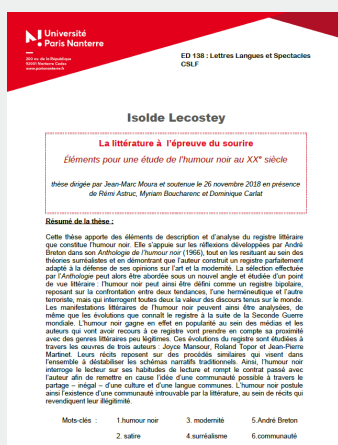 Université
Paris Nanterre
200 av. de la République
92001 Nanterre Cedex
www.parisnanterre.fr
ED 138 : Lettres Langues et Spectacles
CSLF
Isolde Lecostey
La littérature à l'épreuve du sourire
Éléments pour une étude de l'humour noir au XXe siècle
thèse dirigée par Jean-Marc Moura et soutenue le 26 novembre 2018 en présence
de Rémi Astruc, Myriam Boucharenc et Dominique Carlat
Résumé de la thèse :
Cette thèse apporte des éléments de description et d'analyse du registre littéraire
que constitue l'humour noir. Elle s'appuie sur les réflexions développées par André
Breton dans son Anthologie de l'humour noir (1966), tout en les resituant au sein des
théories surréalistes et en démontrant que l'auteur construit un registre parfaitement
adapté à la défense de ses opinions sur l'art et la modernité. La sélection effectuée
par l'Anthologie peut alors être abordée sous un nouvel angle et étudiée d'un point
de vue littéraire : l'humour noir peut ainsi être défini comme un registre bipolaire,
reposant sur la confrontation entre deux tendances, l'une herméneutique et l'autre
terroriste, mais qui interrogent toutes deux la valeur des discours tenus sur le monde.
Les manifestations littéraires de l'humour noir peuvent ainsi être analysées, de
même que les évolutions que connaît le registre à la suite de la Seconde Guerre
mondiale. L'humour noir gagne en effet en popularité au sein des médias et les
auteurs qui vont avoir recours à ce registre vont prendre en compte sa proximité
avec des genres littéraires peu légitimes. Ces évolutions du registre sont étudiées à
travers les œuvres de trois auteurs : Joyce Mansour, Roland Topor et Jean-Pierre
Martinet. Leurs récits reposent sur des procédés similaires qui visent dans
l'ensemble à déstabiliser les schémas narratifs traditionnels. Ainsi, l'humour noir
interroge le lecteur sur ses habitudes de lecture et rompt le contrat passé avec
l'auteur afin de remettre en cause l'idée d'une communauté possible à travers le
partage – inégal – d'une culture et d'une langue communes. L'humour noir postule
ainsi l'existence d'une communauté introuvable par la littérature, au sein de récits qui
revendiquent leur illégitimité.
Mots-clés : 1.humour noir 3. modernité 5.André Breton
2. satire 4.surréalisme 6.communauté